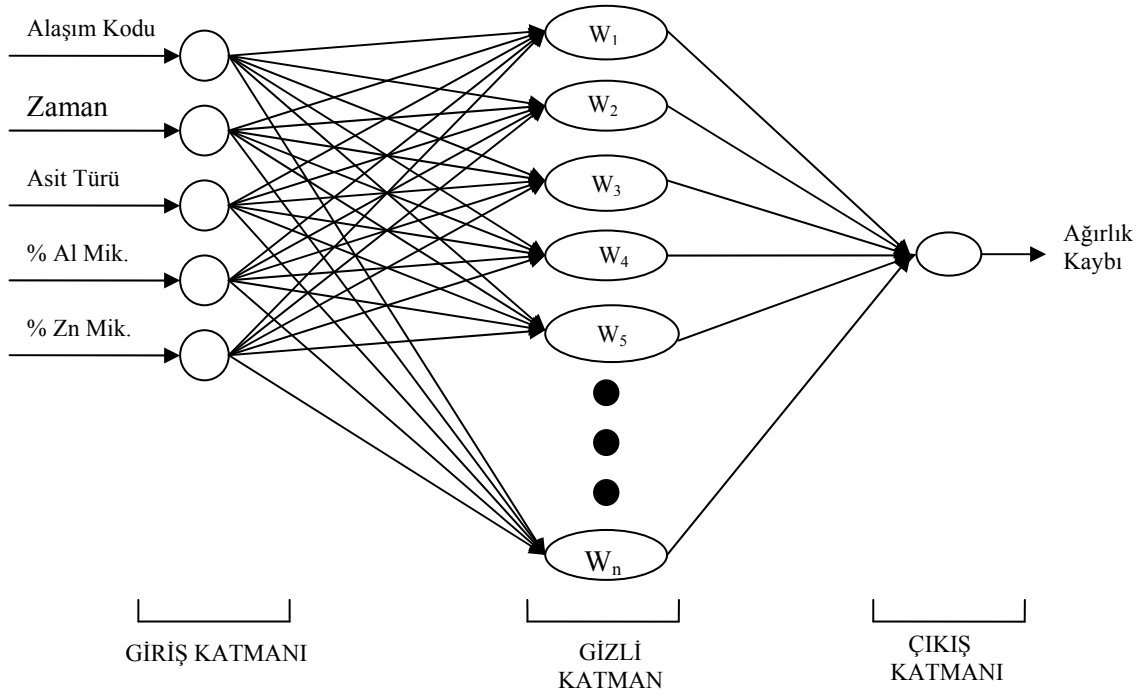 Alaşım Kodu
Zaman
Asit Türü
% Al Mik.
% Zn Mik.
W1
W2
W3
W4
W5
Wn
Ağırlık
Kaybı
GİRİŞ KATMANI
GİZLİ
KATMAN
ÇIKIŞ
KATMANI